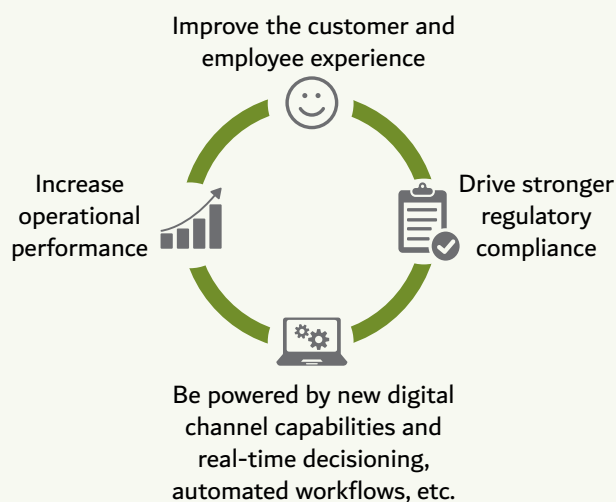 Improve the customer and
employee experience
Increase
operational
performance
Drive stronger
regulatory
compliance
Be powered by new digital
channel capabilities and
real-time decisioning,
automated workflows, etc.